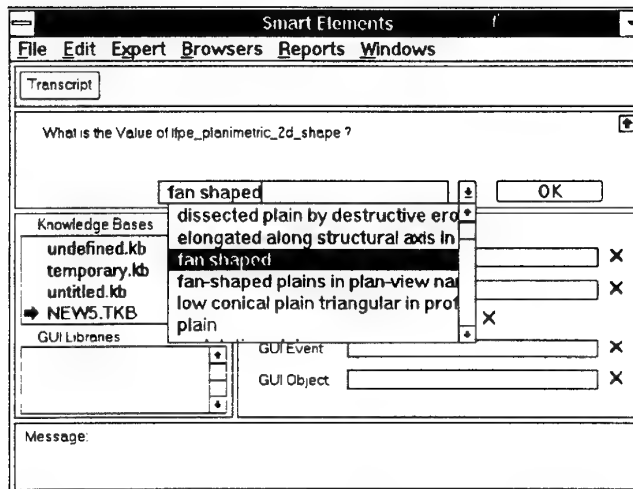 Smart Elements
File Edit Expert Browsers Reports Windows
Transcript
What is the Value of lfpe_planimetric_2d_shape ?
fan shaped
OK
dissected plain by destructive ero
elongated along structural axis in
fan shaped
fan-shaped plains in plan-view nar
low conical plain triangular in prof
plain
Knowledge Bases
undefined.kb
temporary.kb
untitled.kb
NEW5.TKB
GUI Libraries
GUI Event
GUI Object
Message: